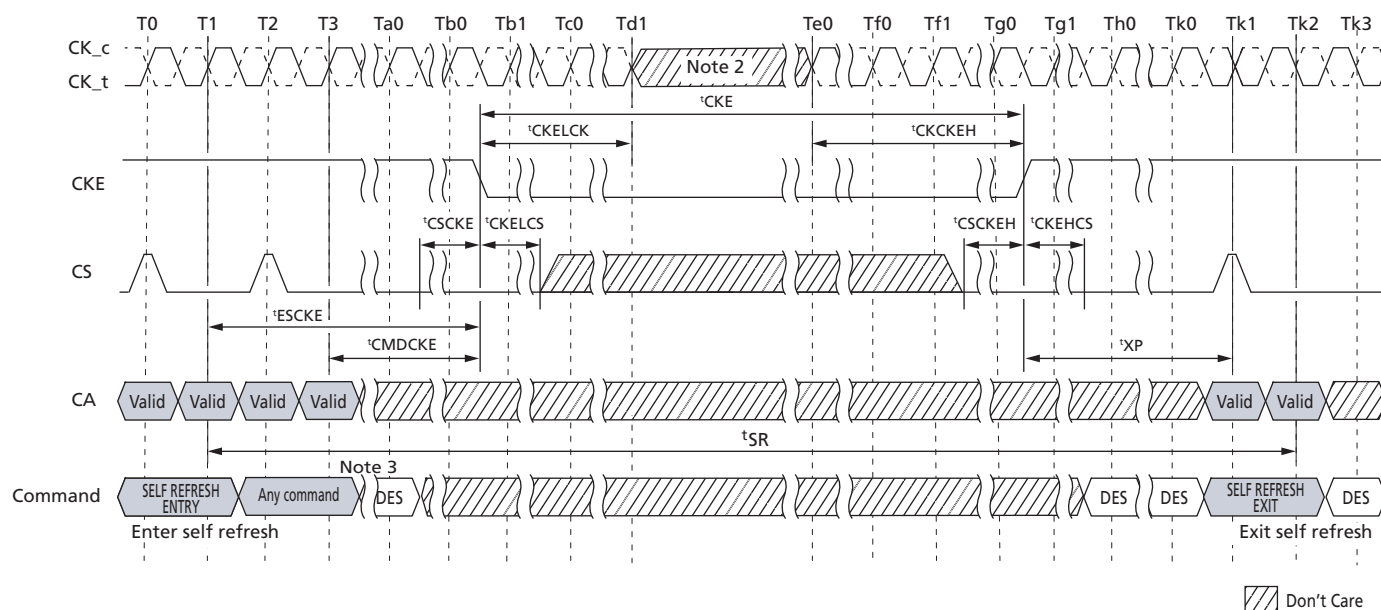 T0 T1 T2 T3 Ta0 Tb0 Tb1 Tc0 Td1 Te0 Tf0 Tf1 Tg0 Tg1 Th0 Tk0 Tk1 Tk2 Tk3
CK_c
CK_t
Note 2
tCKE
tCKELCK
tCKCKEH
CKE
tCSCKE
tCKELCS
tCSCKEH
tCKEHCS
CS
tESCKE
tCMDCKE
tXP
CA
Valid Valid Valid Valid Valid Valid
tSR
Note 3
Command
SELF REFRESH
ENTRY
Any command
DES
DES
DES
SELF REFRESH
EXIT
DES
Enter self refresh
Exit self refresh
Don't Care